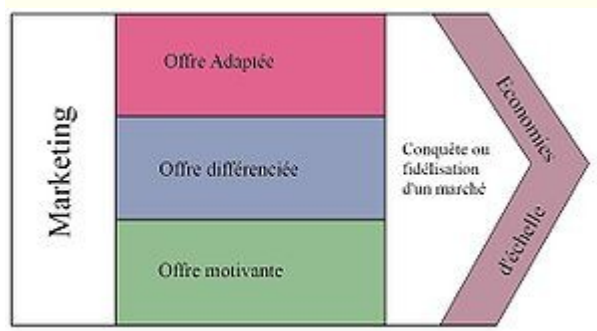 Marketing
Offre Adaptée
Offre différenciée
Offre motivante
Conquête ou
fidélisation
d'un marché
Economies
d'échelle